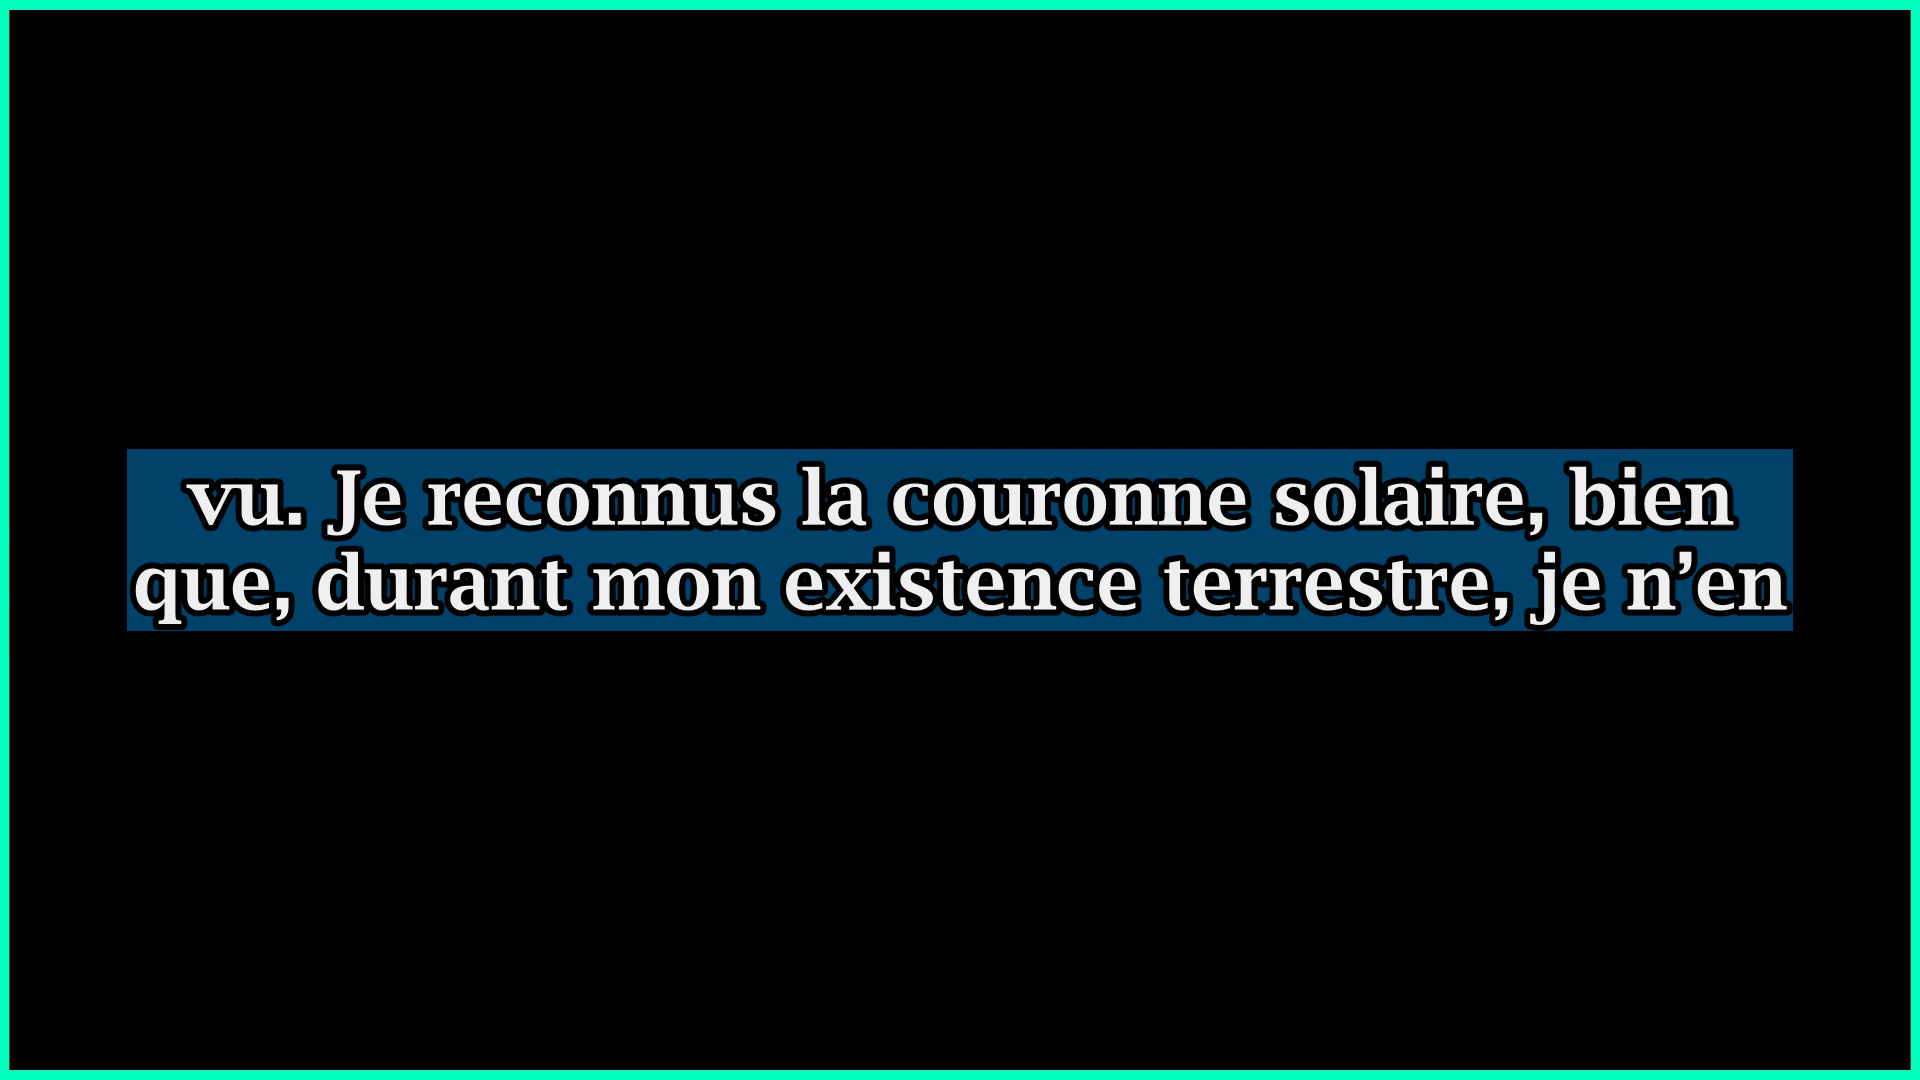 vu. Je reconnus la couronne solaire, bien
que, durant mon existence terrestre, je n’en